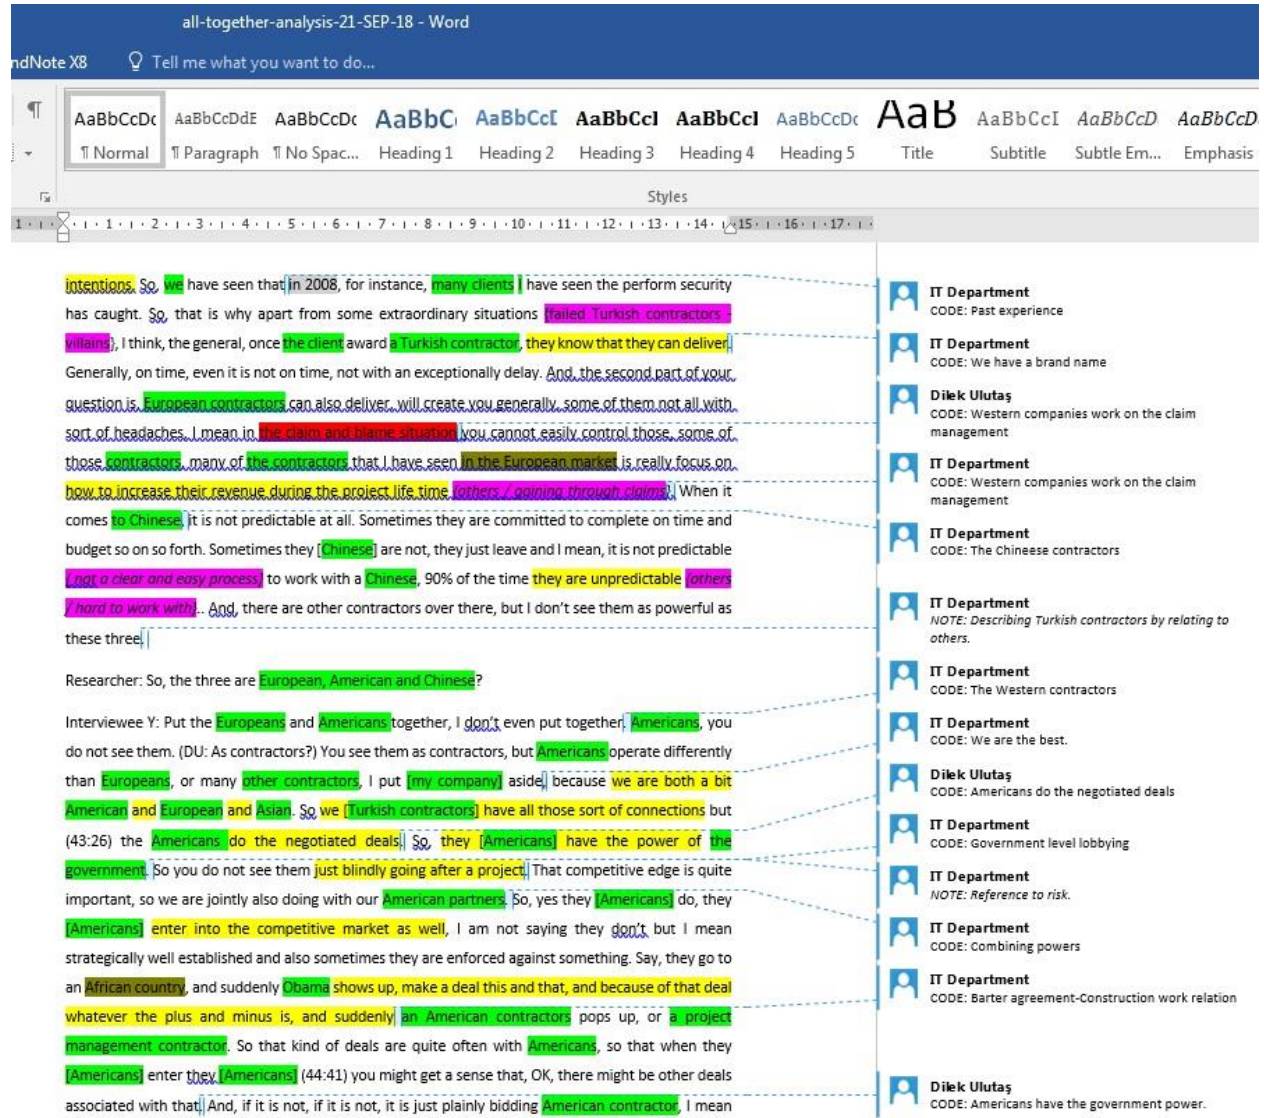 all-together-analysis-21-SEP-18 - Word
ndNote X8 Tell me what you want to do...
¶ AaBbCcDc AaBbCcDdE AaBbCcDc AaBbC AaBbCcD AaBbCcI AaBbCcI AaBbCcDc AaB AaBbCcI AaBbCcD AaBbCcD
¶ Normal ¶ Paragraph ¶ No Spac... Heading 1 Heading 2 Heading 3 Heading 4 Heading 5 Title Subtitle Subtle Em... Emphasis
Styles
1 1 2 3 4 5 6 7 8 9 10 11 12 13 14 15 16 17
intentions. So, we have seen that in 2008, for instance, many clients I have seen the perform security
has caught. So, that is why apart from some extraordinary situations {failed Turkish contractors -
villains}, I think, the general, once the client award a Turkish contractor, they know that they can deliver.
Generally, on time, even it is not on time, not with an exceptionally delay. And, the second part of your
question is, European contractors can also deliver, will create you generally, some of them not all with
sort of headaches, I mean in the claim and blame situation you cannot easily control those, some of
those contractors, many of the contractors that I have seen in the European market is really focus on
how to increase their revenue during the project life time {others / gaining through claims}. When it
comes to Chinese, it is not predictable at all. Sometimes they are committed to complete on time and
budget so on so forth. Sometimes they [Chinese] are not, they just leave and I mean, it is not predictable
{ not a clear and easy process} to work with a Chinese, 90% of the time they are unpredictable {others
/ hard to work with}.. And, there are other contractors over there, but I don't see them as powerful as
these three.
Researcher: So, the three are European, American and Chinese?
Interviewee Y: Put the Europeans and Americans together, I don't even put together. Americans, you
do not see them. (DU: As contractors?) You see them as contractors, but Americans operate differently
than Europeans, or many other contractors, I put [my company] aside, because we are both a bit
American and European and Asian. So we [Turkish contractors] have all those sort of connections but
(43:26) the Americans do the negotiated deals. So, they [Americans] have the power of the
government. So you do not see them just blindly going after a project. That competitive edge is quite
important, so we are jointly also doing with our American partners. So, yes they [Americans] do, they
[Americans] enter into the competitive market as well, I am not saying they don't but I mean
strategically well established and also sometimes they are enforced against something. Say, they go to
an African country, and suddenly Obama shows up, make a deal this and that, and because of that deal
whatever the plus and minus is, and suddenly an American contractors pops up, or a project
management contractor. So that kind of deals are quite often with Americans, so that when they
[Americans] enter they [Americans] (44:41) you might get a sense that, OK, there might be other deals
associated with that. And, if it is not, if it is not, it is just plainly bidding American contractor, I mean
IT Department
CODE: Past experience
IT Department
CODE: We have a brand name
Dilek Ulutaş
CODE: Western companies work on the claim
management
IT Department
CODE: Western companies work on the claim
management
IT Department
CODE: The Chineese contractors
IT Department
NOTE: Describing Turkish contractors by relating to
others.
IT Department
CODE: The Western contractors
IT Department
CODE: We are the best.
Dilek Ulutaş
CODE: Americans do the negotiated deals
IT Department
CODE: Government level lobbying
IT Department
NOTE: Reference to risk.
IT Department
CODE: Combining powers
IT Department
CODE: Barter agreement-Construction work relation
Dilek Ulutaş
CODE: Americans have the government power.